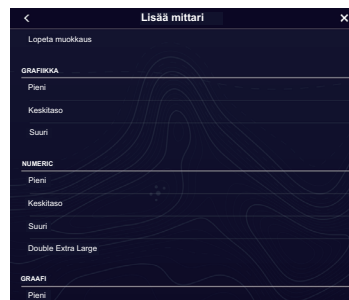 Lisää mittari
Lopeta muokkaus
GRAFIIKKA
Pieni
Keskitaso
Suuri
NUMERIC
Pieni
Keskitaso
Suuri
Double Extra Large
GRAAFI
Pieni